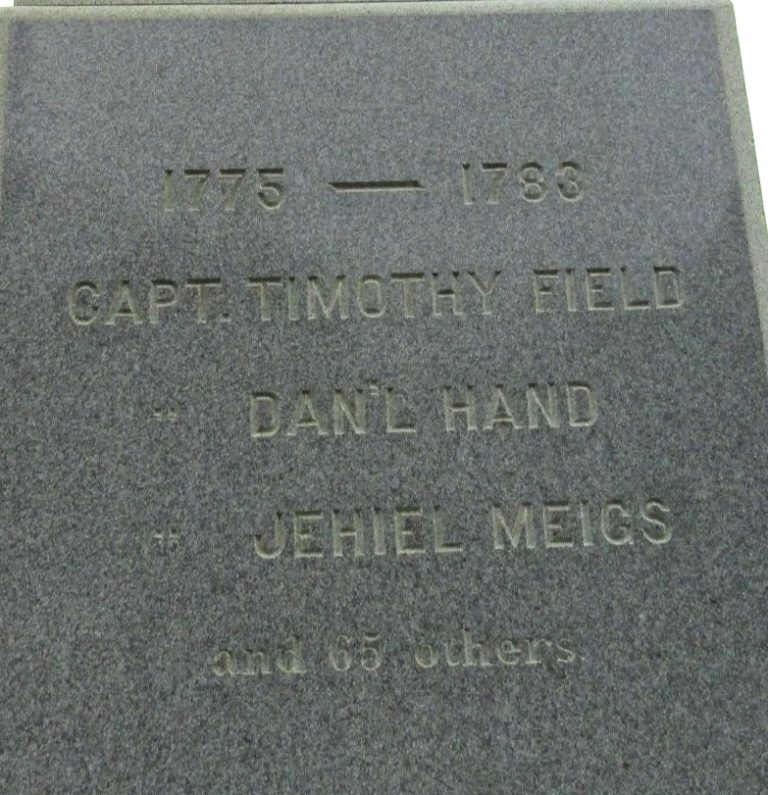 1775 — 1783
CAPT. TIMOTHY FIELD
" DAN'L HAND
" JEHIEL MEIGS
and 65 others.